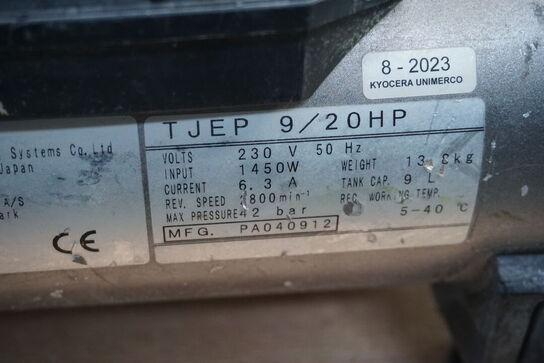 8 - 2023
KYOCERA UNIMERCO
TJEP 9/20HP
VOLTS 230 V 50 Hz
INPUT 1450W WEIGHT 13.8kg
CURRENT 6.3 A TANK CAP. 9 L
REV. SPEED 1800min⁻¹ REC. WORKING TEMP.
MAX PRESSURE 42 bar 5-40 ℃
MFG. PA040912
Systems Co.Ltd
Japan
A/S
ark
CE